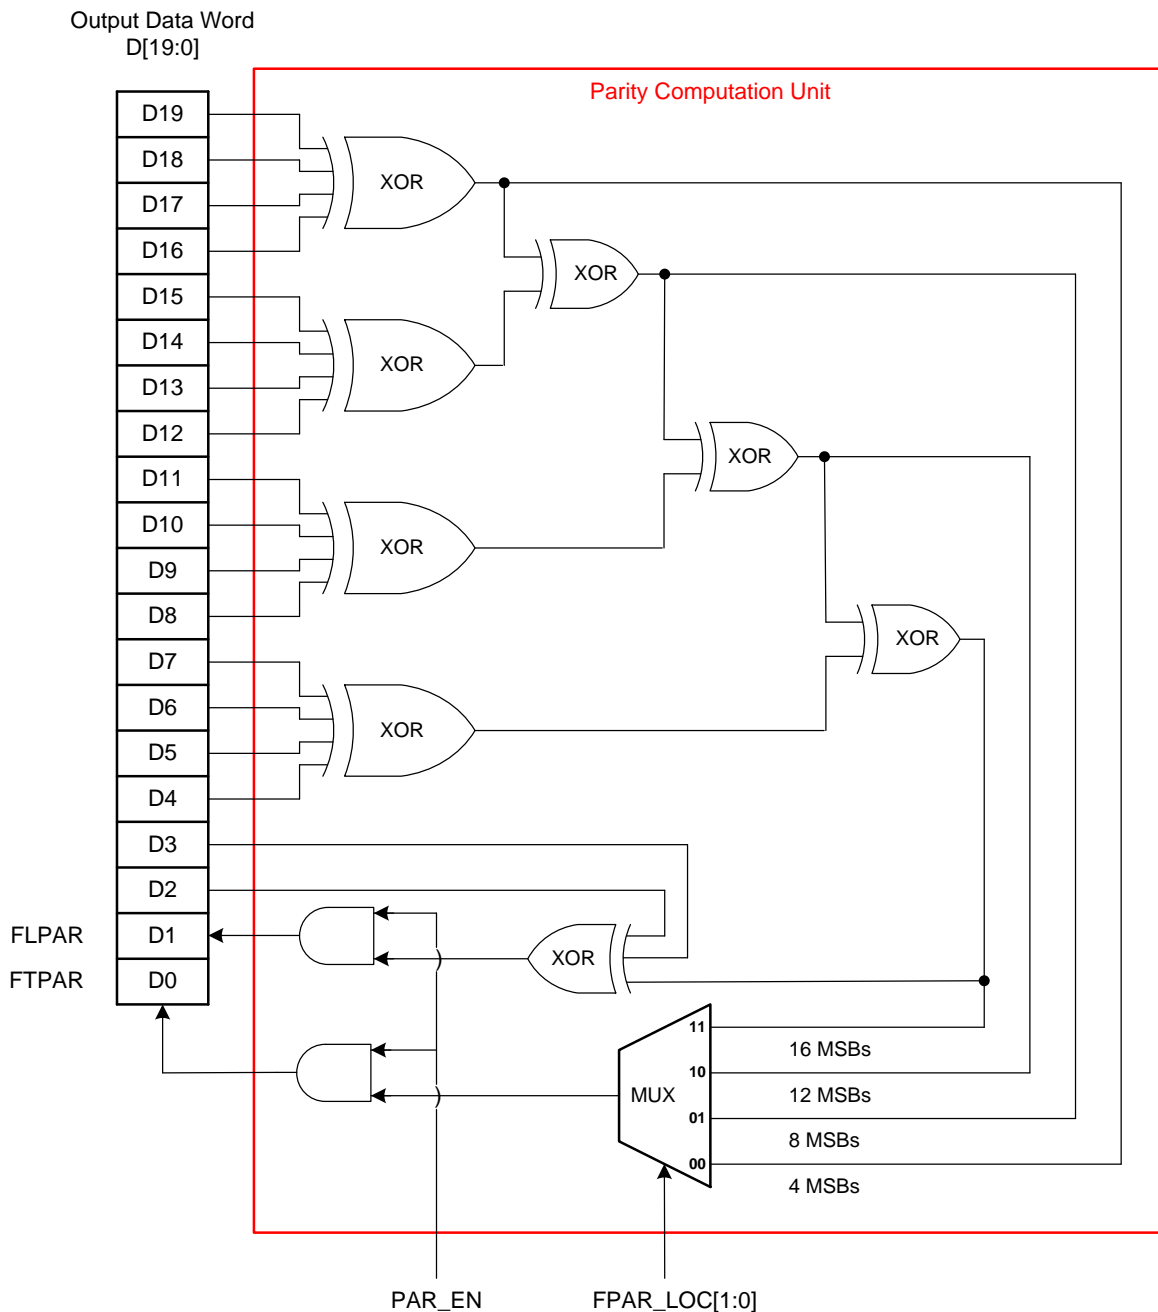 Output Data Word
D[19:0]
Parity Computation Unit
D19
D18
D17
D16
D15
D14
D13
D12
D11
D10
D9
D8
D7
D6
D5
D4
D3
D2
FLPAR D1
FTPAR D0
XOR
XOR
XOR
XOR
XOR
XOR
XOR
XOR
MUX
11
16 MSBs
10
12 MSBs
01
8 MSBs
00
4 MSBs
PAR_EN
FPAR_LOC[1:0]